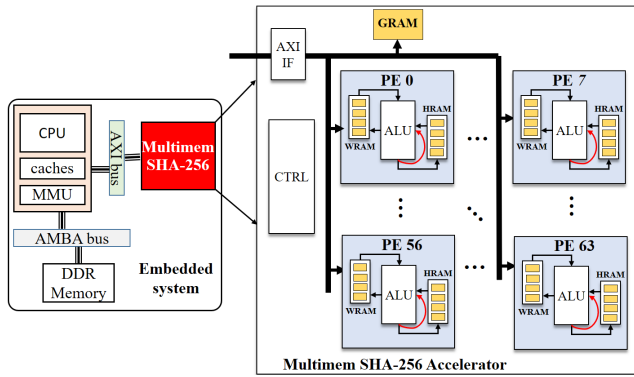 GRAM
AXI
IF
PE 0
PE 7
HRAM
HRAM
ALU
ALU
WRAM
WRAM
...
...
CPU
caches
MMU
AXI bus
Multimem
SHA-256
CTRL
AMBA bus
DDR
Memory
Embedded
system
PE 56
PE 63
...
HRAM
HRAM
ALU
ALU
WRAM
WRAM
Multimem SHA-256 Accelerator